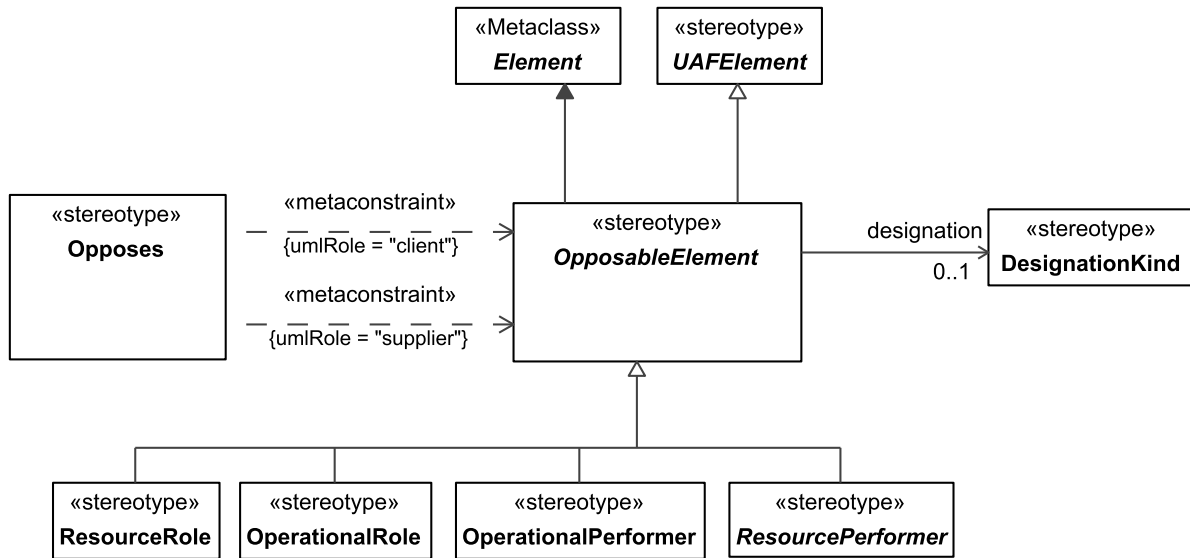 «Metaclass»
Element
«stereotype»
UAFElement
«stereotype»
Opposes
«metaconstraint»
{umlRole = "client"}
«metaconstraint»
{umlRole = "supplier"}
«stereotype»
OpposableElement
designation
0..1
«stereotype»
DesignationKind
«stereotype»
ResourceRole
«stereotype»
OperationalRole
«stereotype»
OperationalPerformer
«stereotype»
ResourcePerformer